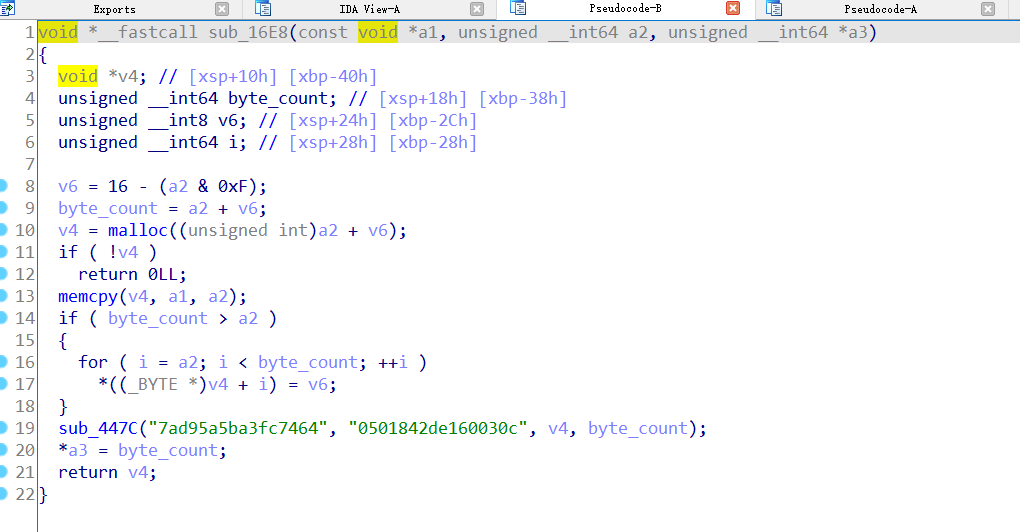 Exports IDA View-A Pseudocode-B Pseudocode-A
1 void *__fastcall sub_16E8(const void *a1, unsigned __int64 a2, unsigned __int64 *a3)
2 {
3 void *v4; // [xsp+10h] [xbp-40h]
4 unsigned __int64 byte_count; // [xsp+18h] [xbp-38h]
5 unsigned __int8 v6; // [xsp+24h] [xbp-2Ch]
6 unsigned __int64 i; // [xsp+28h] [xbp-28h]
7
8 v6 = 16 - (a2 & 0xF);
9 byte_count = a2 + v6;
10 v4 = malloc((unsigned int)a2 + v6);
11 if ( !v4 )
12 return 0LL;
13 memcpy(v4, a1, a2);
14 if ( byte_count > a2 )
15 {
16 for ( i = a2; i < byte_count; ++i )
17 *((_BYTE *)v4 + i) = v6;
18 }
19 sub_447C("7ad95a5ba3fc7464", "0501842de160030c", v4, byte_count);
20 *a3 = byte_count;
21 return v4;
22 }